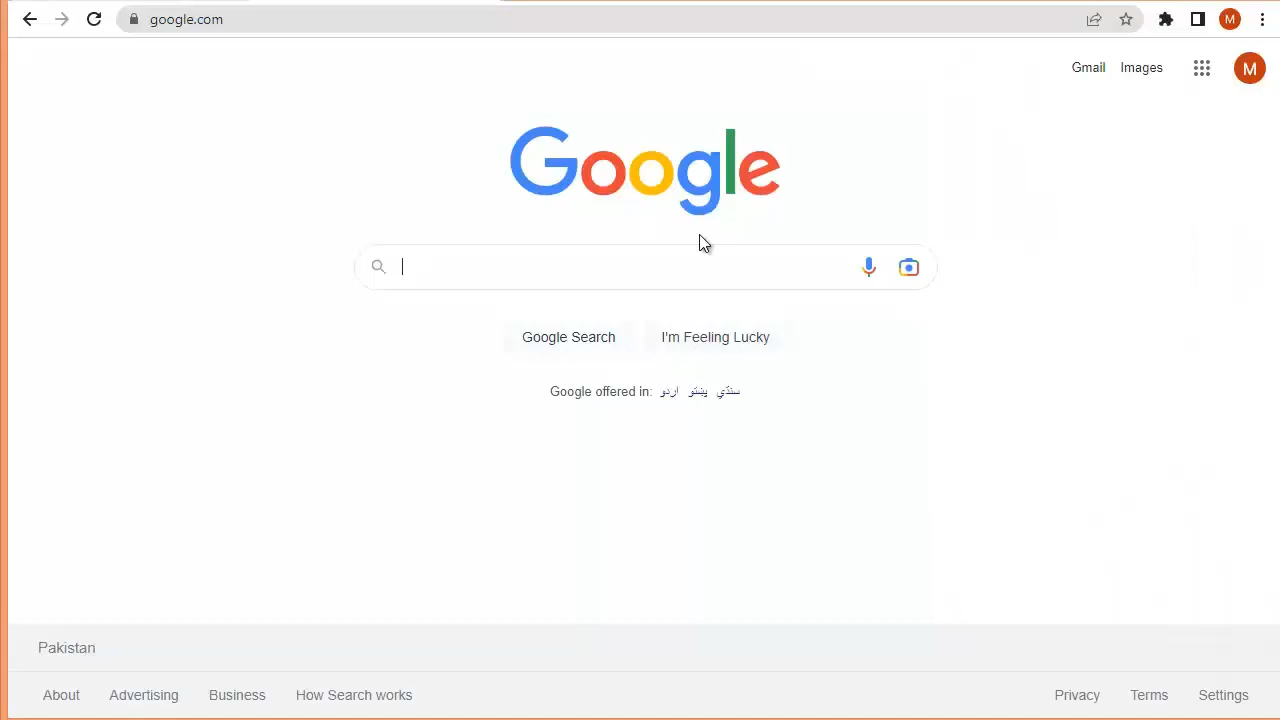 google.com
M
Gmail Images
M
Google
Google Search I'm Feeling Lucky
Google offered in: اردو پښتو سنڌي
Pakistan
About Advertising Business How Search works
Privacy Terms Settings